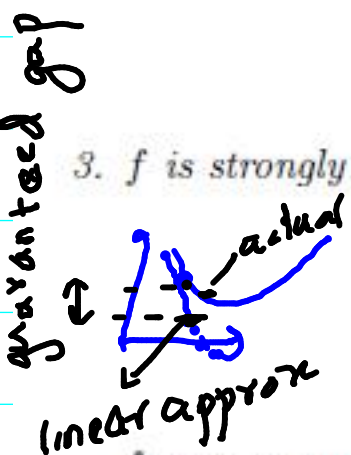 guaranteed gap
3. f is strongly
actual
linear approx